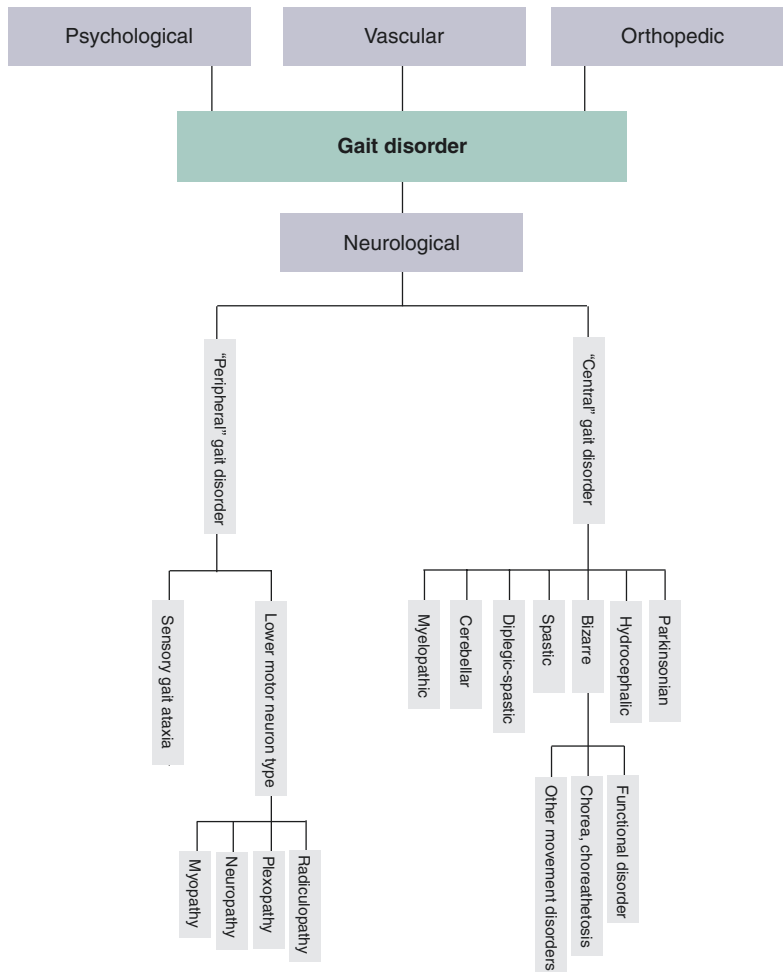 Psychological
Vascular
Orthopedic
Gait disorder
Neurological
“Peripheral” gait disorder
“Central” gait disorder
Sensory gait ataxia
Lower motor neuron type
Myelopathic
Cerebellar
Diplegic-spastic
Spastic
Bizarre
Hydrocephalic
Parkinsonian
Myopathy
Neuropathy
Plexopathy
Radiculopathy
Other movement disorders
Chorea, choreathetosis
Functional disorder